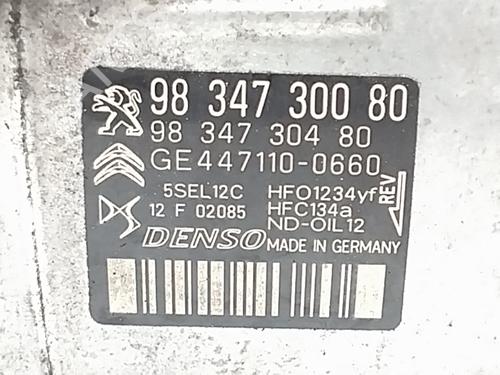 98 347 300 80
98 347 304 80
GE447110-0660
5SEL12C HFO1234yf
12 F 02085 HFC134a
ND-OIL12
REV
DENSO MADE IN GERMANY